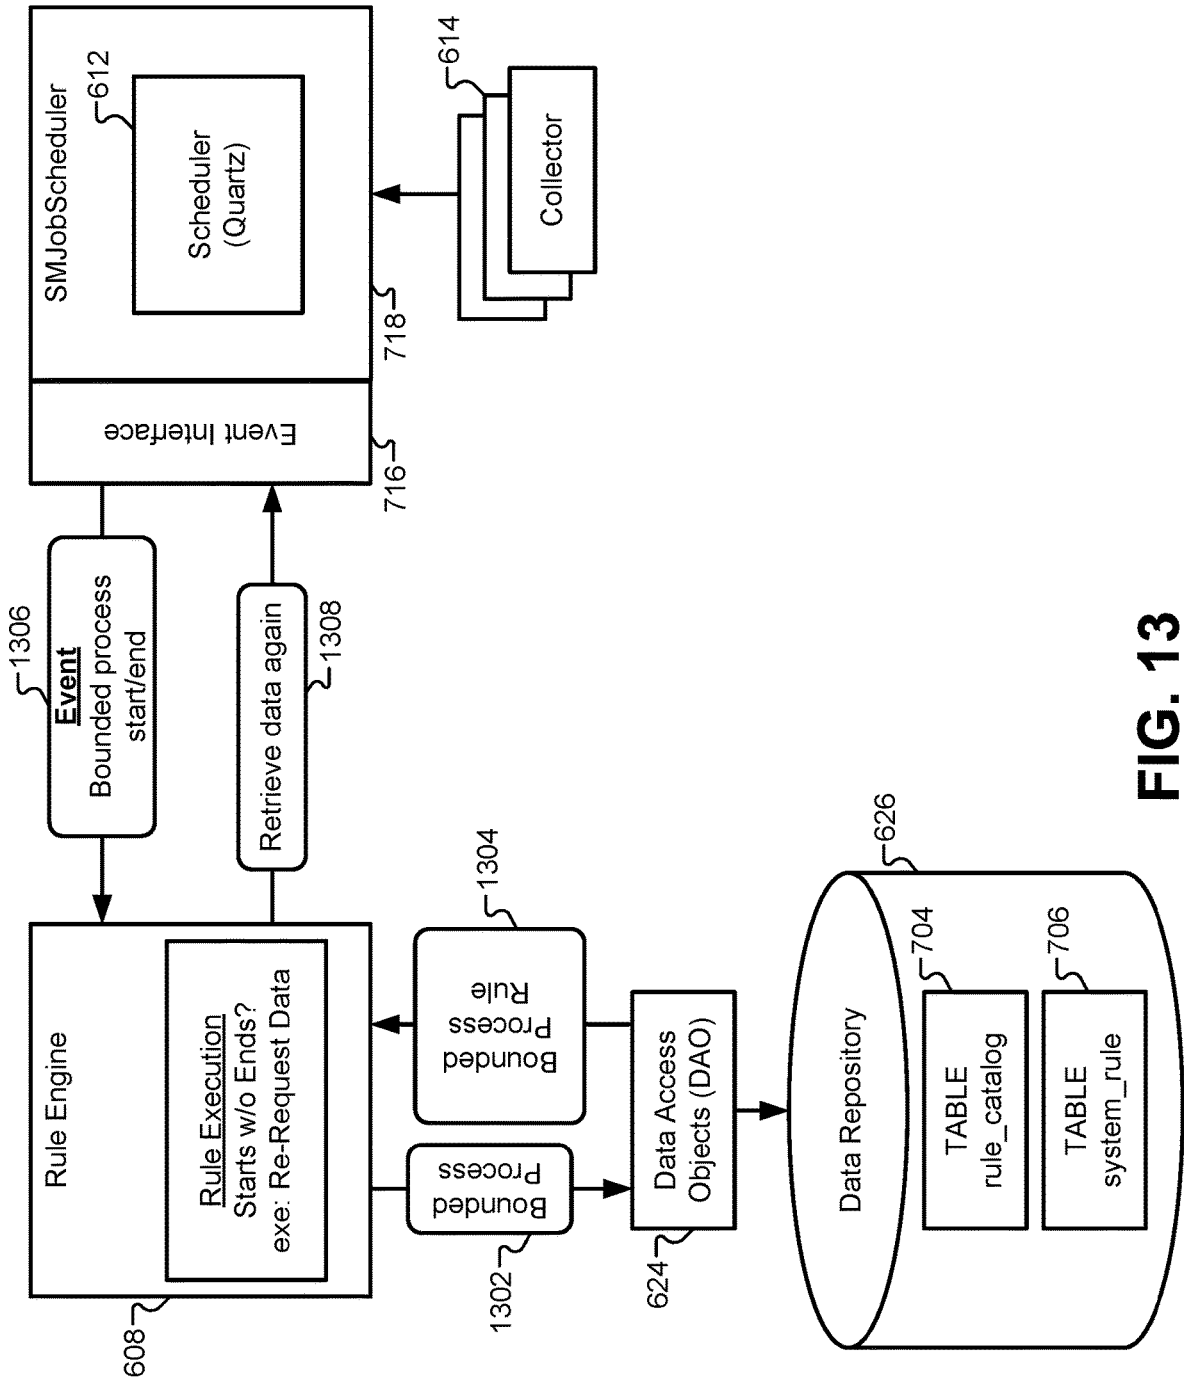 Rule Engine
608
Rule Execution
Starts w/o Ends?
exe: Re-Request Data
1306
Event
Bounded process
start/end
Retrieve data again
1308
Event Interface
716
SMJobScheduler
718
612
Scheduler
(Quartz)
614
Collector
1302
Bounded
Process
1304
Bounded
Process
Rule
624
Data Access
Objects (DAO)
626
Data Repository
704
TABLE
rule_catalog
706
TABLE
system_rule
FIG. 13